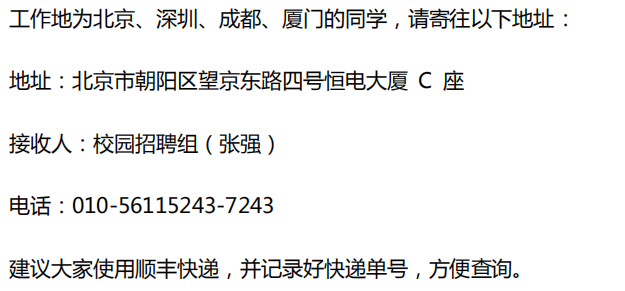 工作地为北京、深圳、成都、厦门的同学，请寄往以下地址：
地址：北京市朝阳区望京东路四号恒电大厦 C 座
接收人：校园招聘组（张强）
电话：010-56115243-7243
建议大家使用顺丰快递，并记录好快递单号，方便查询。